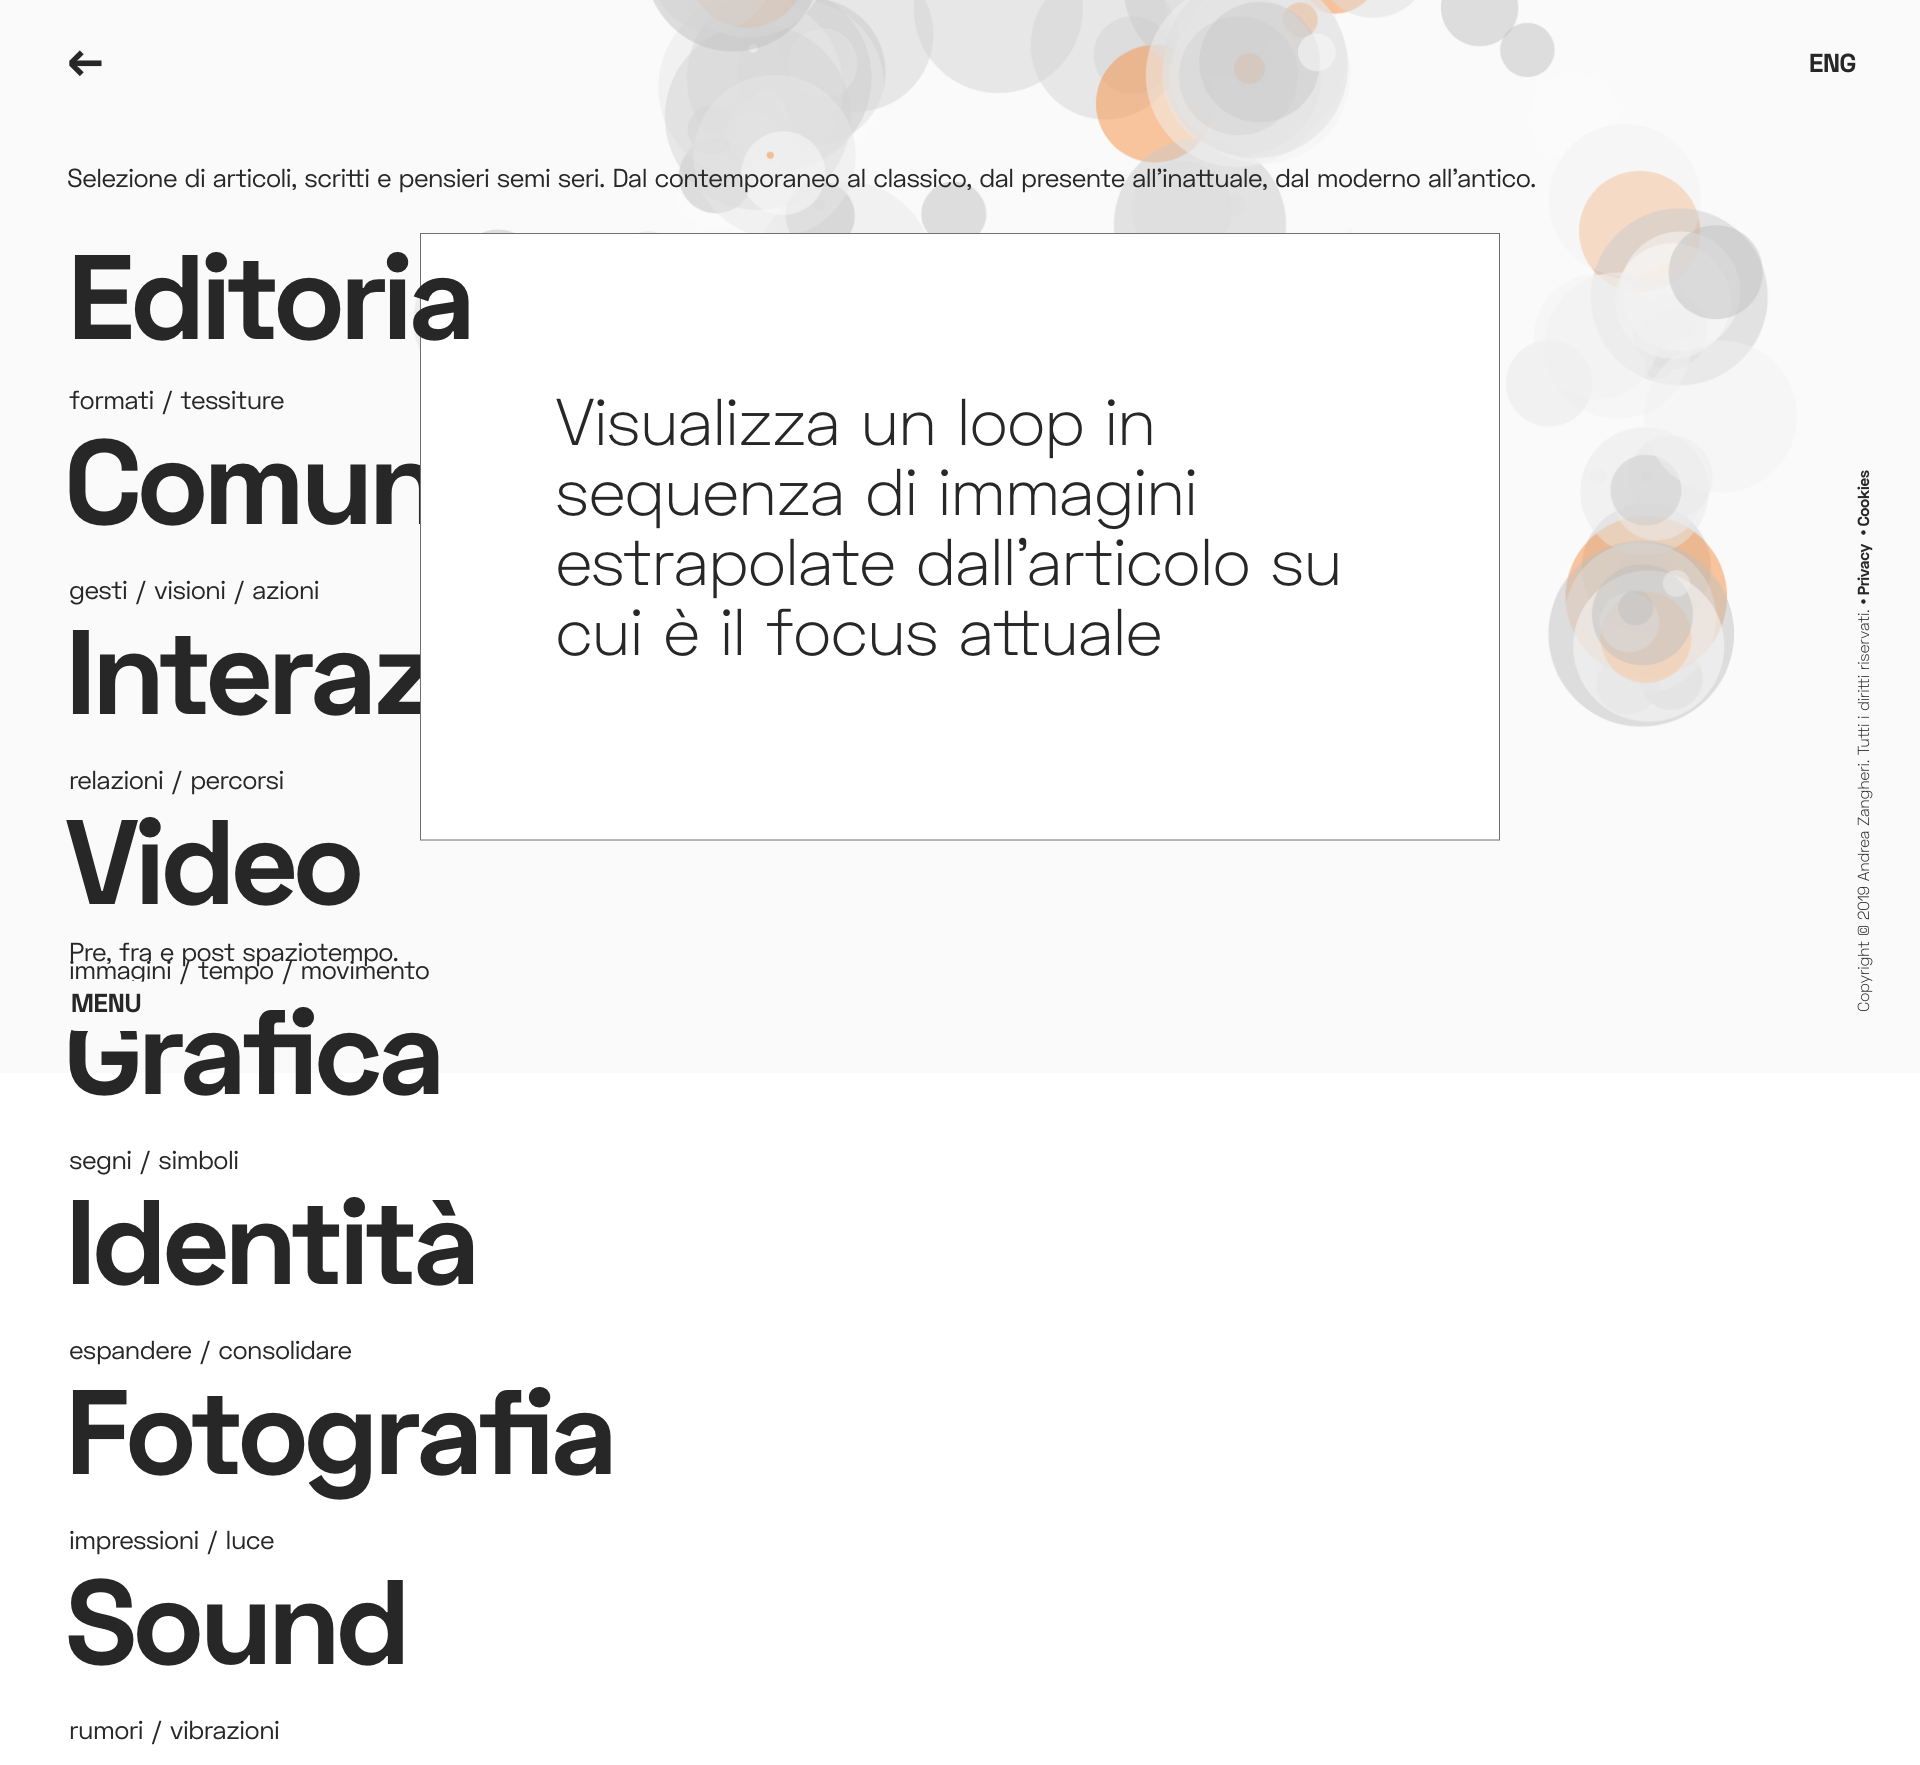 ENG
Selezione di articoli, scritti e pensieri semi seri. Dal contemporaneo al classico, dal presente all'inattuale, dal moderno all'antico.
Editoria
formati / tessiture
Comun
gesti / visioni / azioni
Interaz
relazioni / percorsi
Video
Pre, fra e post spaziotempo.
immagini / tempo / movimento
MENU
Grafica
segni / simboli
Identità
espandere / consolidare
Fotografia
impressioni / luce
Sound
rumori / vibrazioni
Visualizza un loop in
sequenza di immagini
estrapolate dall'articolo su
cui è il focus attuale
Copyright © 2019 Andrea Zangheri. Tutti i diritti riservati. • Privacy • Cookies